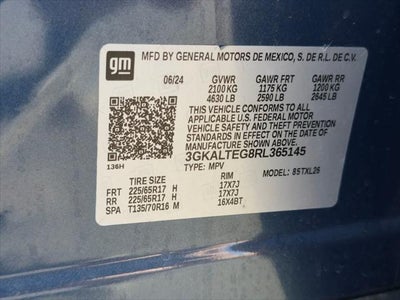 gm
MFD BY GENERAL MOTORS DE MEXICO, S. DE R.L. DE C.V.
06/24 GVWR GAWR FRT GAWR RR
2100 KG 1175 KG 1200 KG
4630 LB 2590 LB 2645 LB
THIS VEHICLE CONFORMS TO ALL
APPLICABLE U.S. FEDERAL MOTOR
VEHICLE SAFETY, BUMPER, AND THEFT
PREVENTION STANDARDS IN EFFECT ON
THE DATE OF MANUFACTURE SHOWN ABOVE.
3GKALTEG8RL365145
136H TYPE: MPV MODEL: 85TXL26
TIRE SIZE RIM
FRT 225/65R17 H 17X7J
RR 225/65R17 H 17X7J
SPA T135/70R16 M 16X4BT